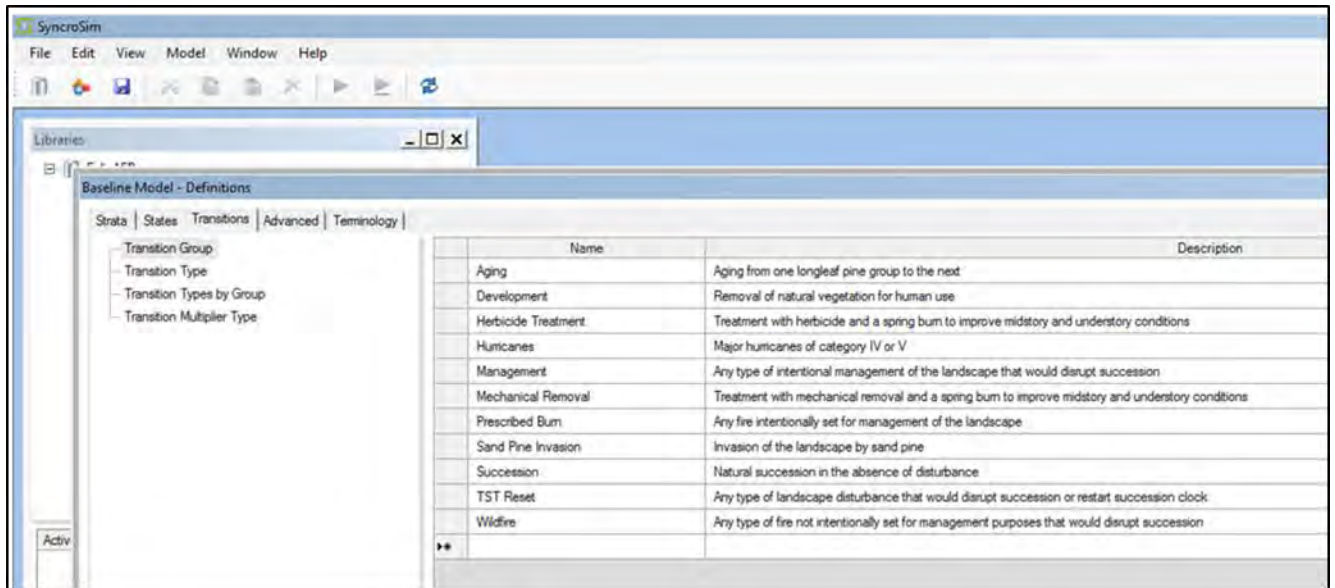 SyncroSim
File Edit View Model Window Help
Libraries
Baseline Model - Definitions
Strata States Transitions Advanced Terminology
Transition Group
Transition Type
Transition Types by Group
Transition Multiplier Type
Name Description
Aging Aging from one longleaf pine group to the next
Development Removal of natural vegetation for human use
Herbicide Treatment Treatment with herbicide and a spring burn to improve midstory and understory conditions
Hurricanes Major hurricanes of category IV or V
Management Any type of intentional management of the landscape that would disrupt succession
Mechanical Removal Treatment with mechanical removal and a spring burn to improve midstory and understory conditions
Prescribed Burn Any fire intentionally set for management of the landscape
Sand Pine Invasion Invasion of the landscape by sand pine
Succession Natural succession in the absence of disturbance
TST Reset Any type of landscape disturbance that would disrupt succession or restart succession clock
Wildfire Any type of fire not intentionally set for management purposes that would disrupt succession
Activ